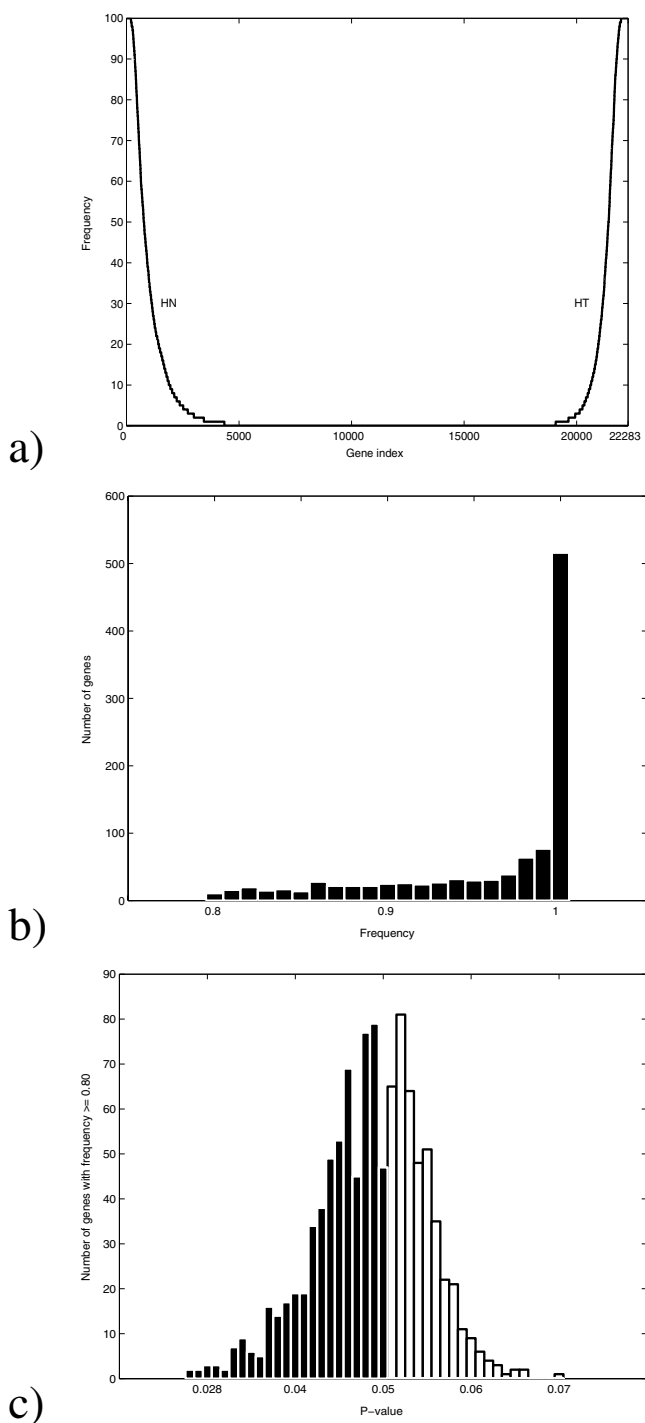 100
90
80
70
60
50
40
30
20
10
0
Frequency
HN
HT
0 5000 10000 15000 20000 22283
Gene index
a)
600
500
400
300
200
100
0
Number of genes
0.8 0.9 1
Frequency
b)
90
80
70
60
50
40
30
20
10
0
Number of genes with frequency >= 0.80
0.028 0.04 0.05 0.06 0.07
P-value
c)